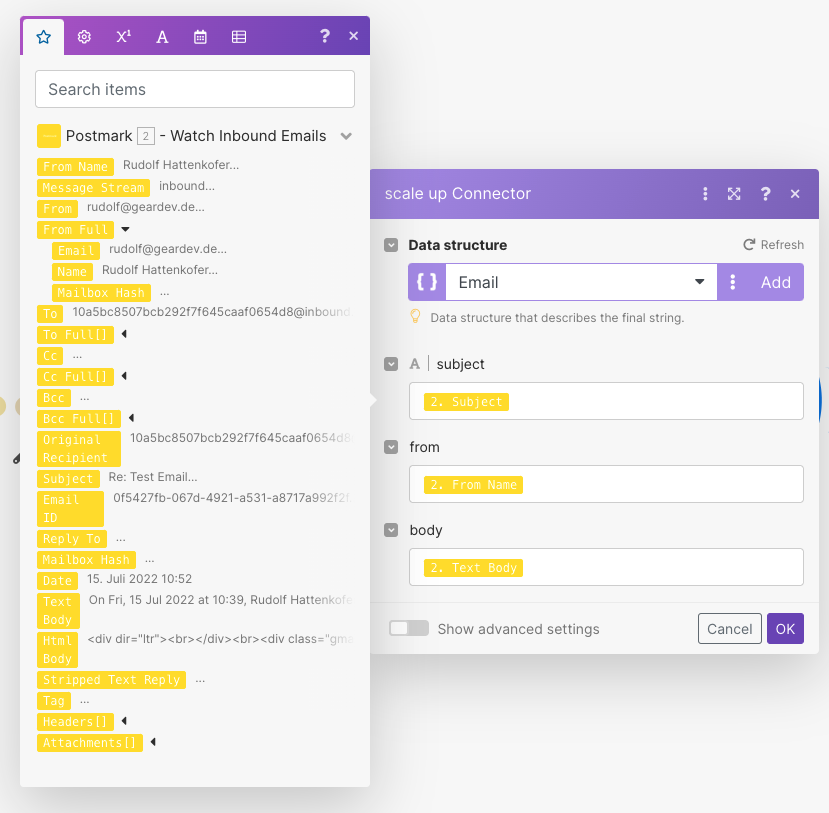 X¹ A ? ×
Search items
Postmark 2 - Watch Inbound Emails
From Name Rudolf Hattenkofer...
Message Stream inbound...
From rudolf@geardev.de...
From Full
Email rudolf@geardev.de...
Name Rudolf Hattenkofer...
Mailbox Hash ...
To 10a5bc8507bcb292f7f645caaf0654d8@inbound
To Full[]
Cc ...
Cc Full[]
Bcc ...
Bcc Full[]
Original 10a5bc8507bcb292f7f645caaf0654d8
Recipient
Subject Re: Test Email...
Email 0f5427fb-067d-4921-a531-a8717a992f2f
ID
Reply To ...
Mailbox Hash ...
Date 15. Juli 2022 10:52
Text On Fri, 15 Jul 2022 at 10:39, Rudolf Hattenkofe
Body
Html <div dir="ltr"><br></div><br><div class="gma
Body
Stripped Text Reply ...
Tag ...
Headers[]
Attachments[]
scale up Connector ? ×
Data structure Refresh
{ } Email Add
Data structure that describes the final string.
A subject
2. Subject
from
2. From Name
body
2. Text Body
Show advanced settings Cancel OK